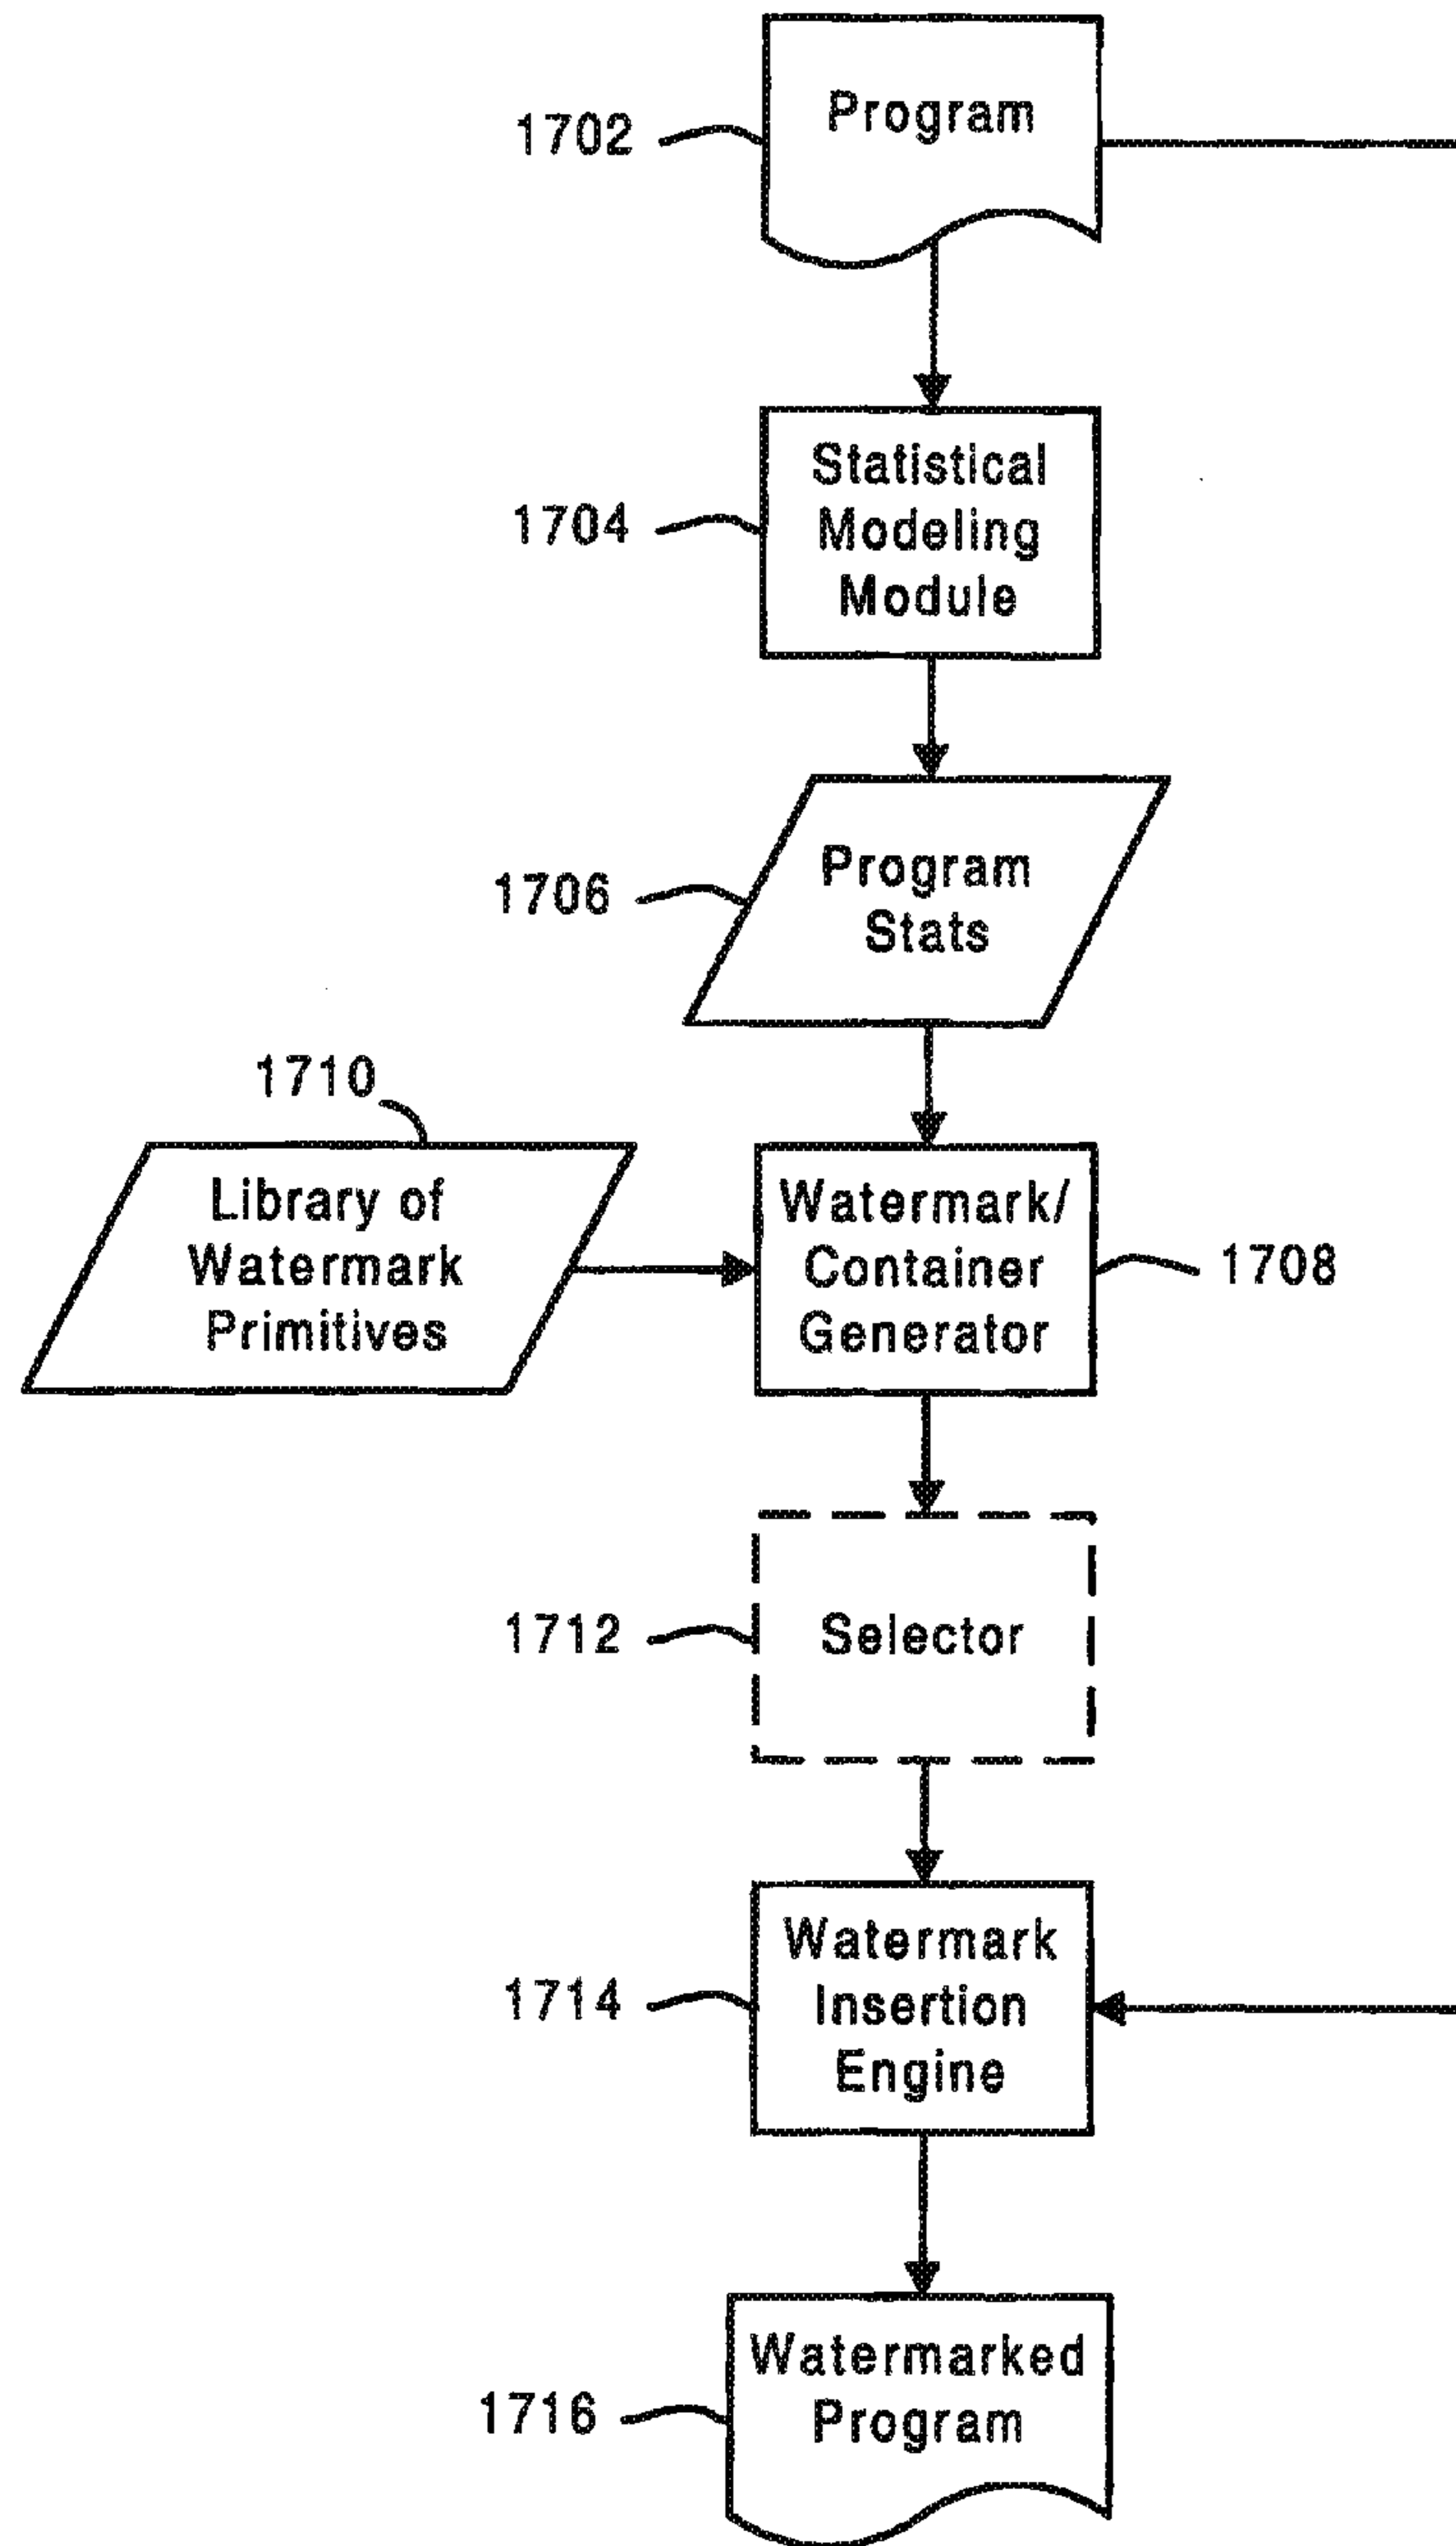 Program
1702
Statistical
Modeling
Module
1704
Program
Stats
1706
1710
Library of
Watermark
Primitives
Watermark/
Container
Generator
1708
Selector
1712
Watermark
Insertion
Engine
1714
Watermarked
Program
1716